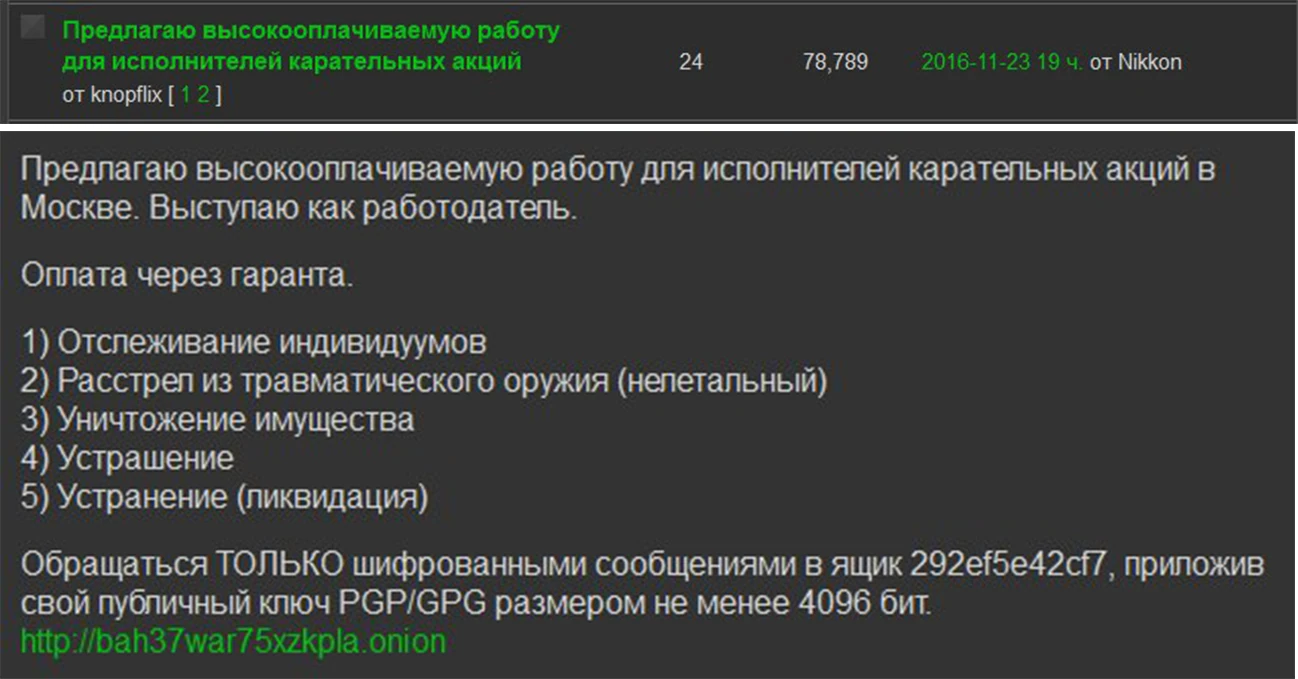 Предлагаю высокооплачиваемую работу
для исполнителей карательных акций
24 78,789 2016-11-23 19 ч. от Nikkon
от knopflix [ 1 2 ]
Предлагаю высокооплачиваемую работу для исполнителей карательных акций в
Москве. Выступаю как работодатель.
Оплата через гаранта.
1) Отслеживание индивидуумов
2) Расстрел из травматического оружия (нелетальный)
3) Уничтожение имущества
4) Устрашение
5) Устранение (ликвидация)
Обращаться ТОЛЬКО шифрованными сообщениями в ящик 292ef5e42cf7, приложив
свой публичный ключ PGP/GPG размером не менее 4096 бит.
http://bah37war75xzkpla.onion